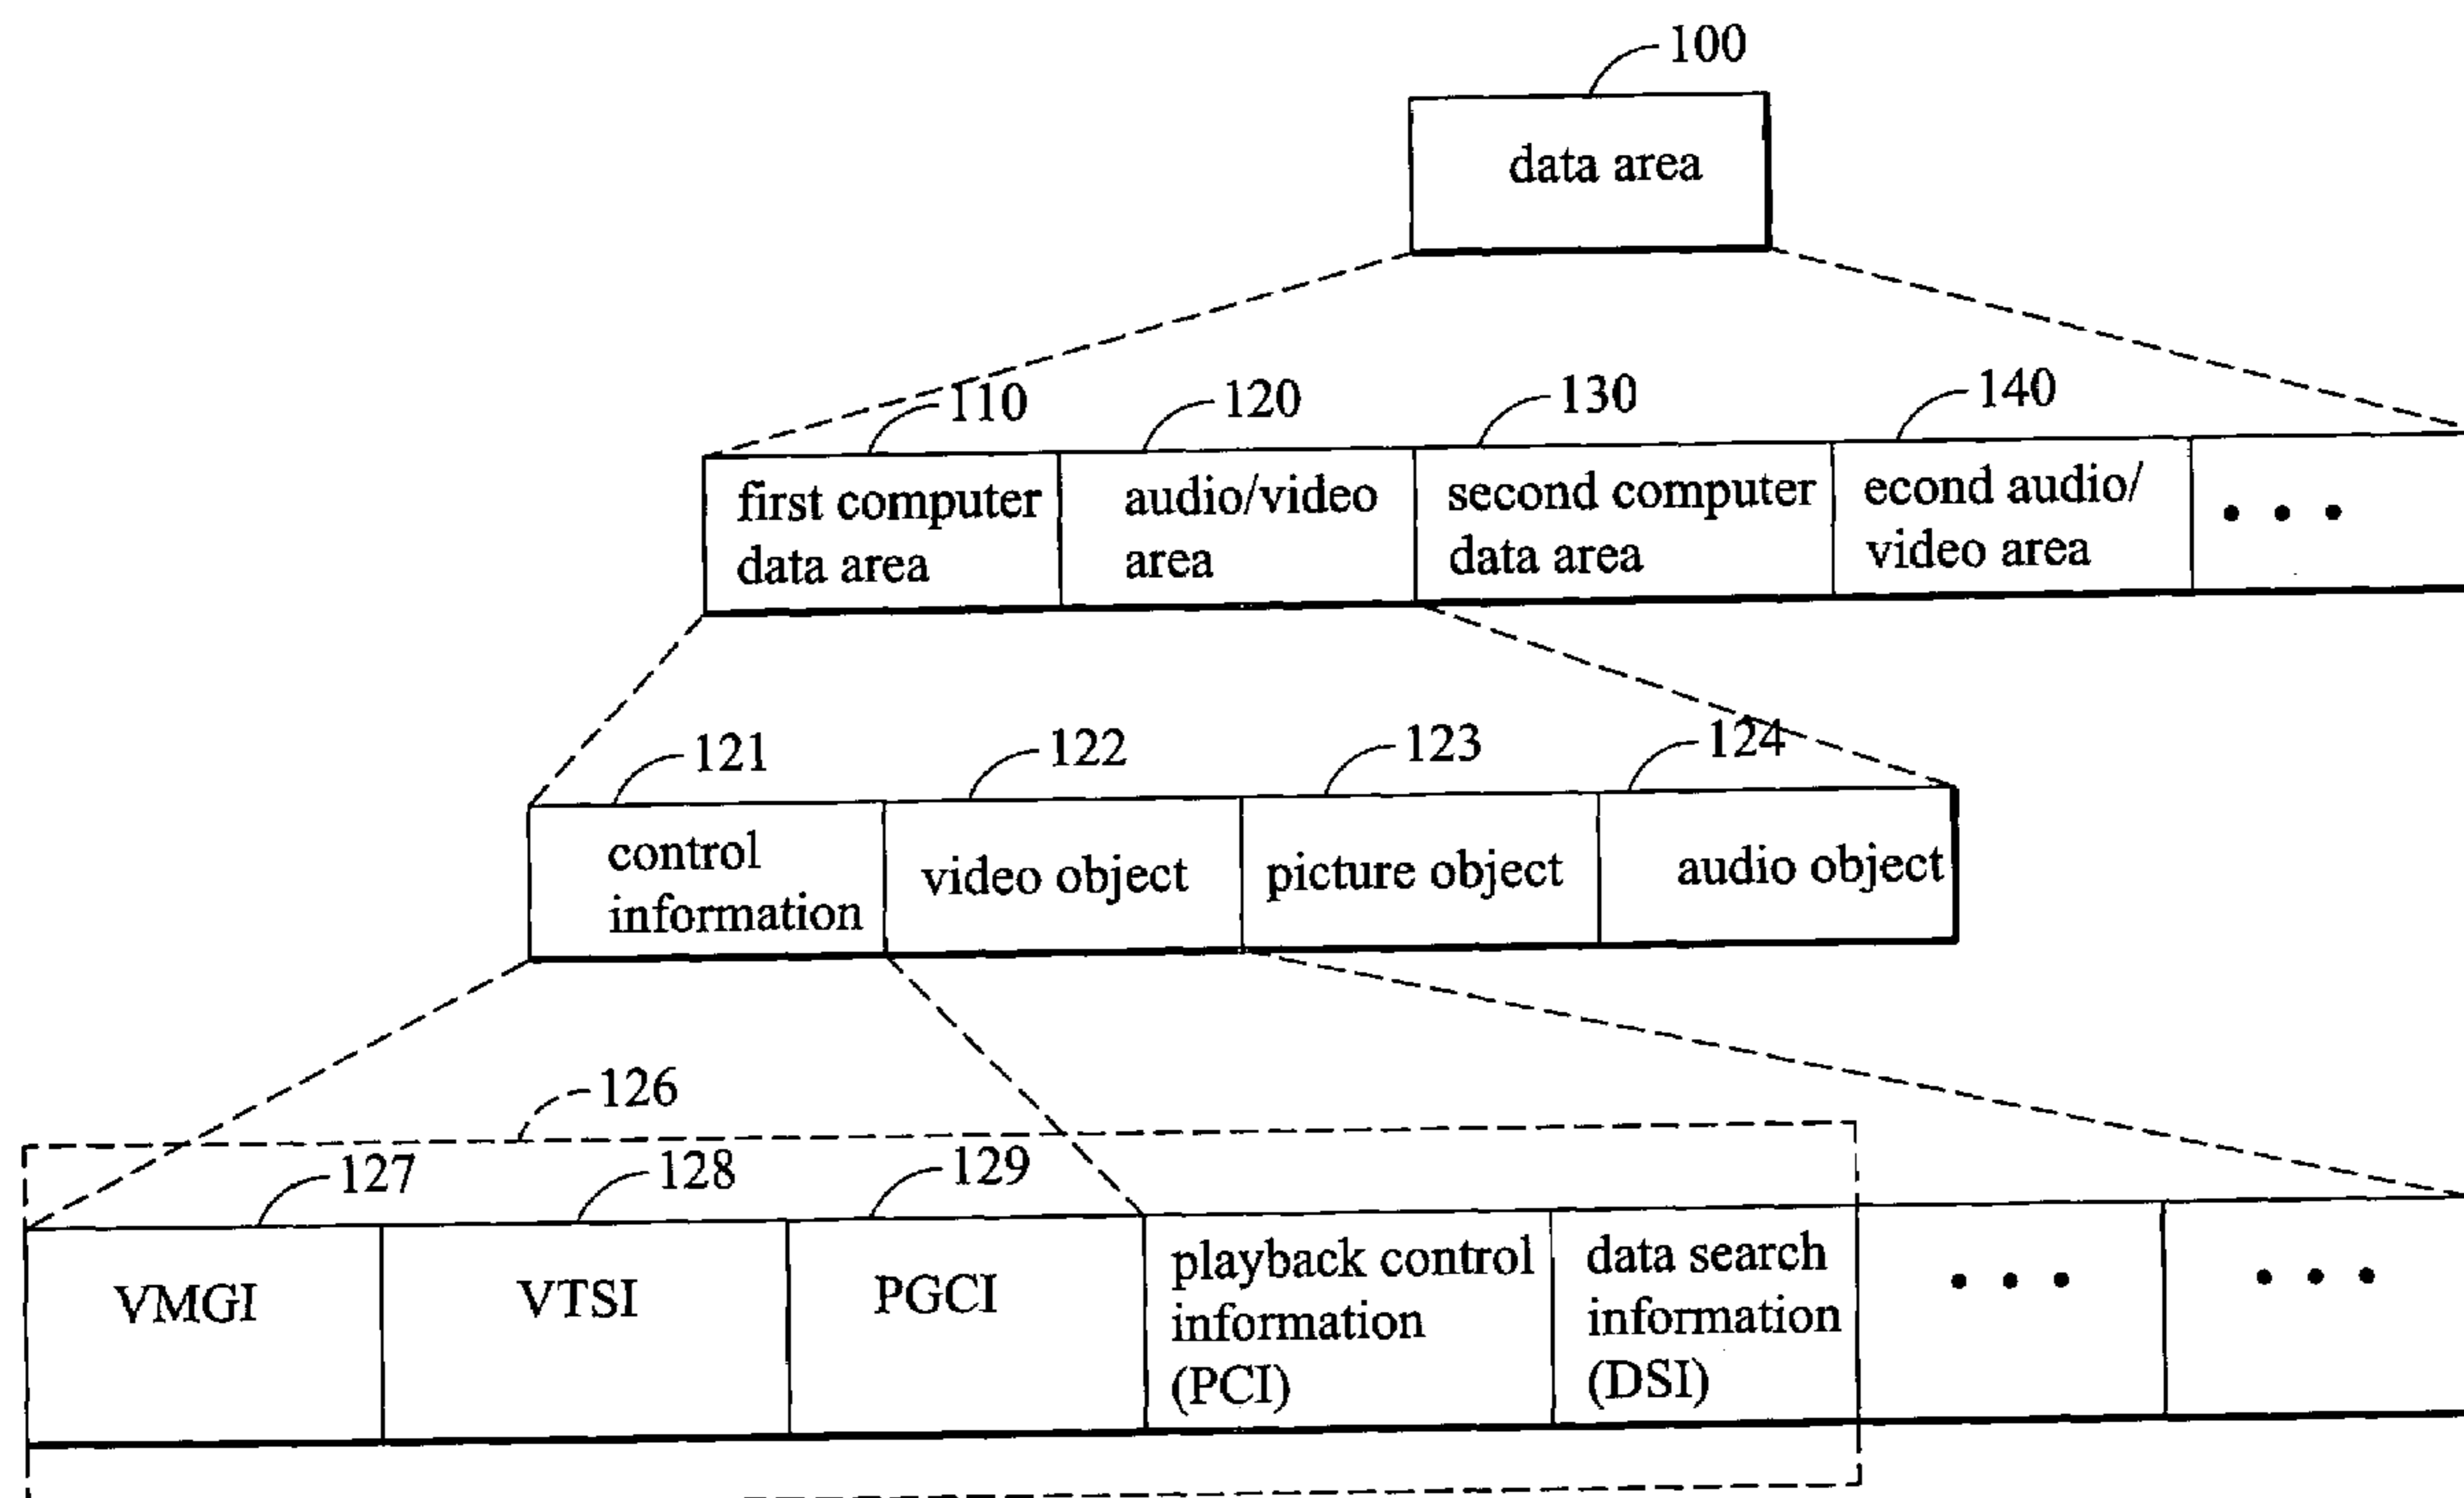 100
data area
110
120
130
140
first computer
data area
audio/video
area
second computer
data area
econd audio/
video area
• • •
121
122
123
124
control
information
video object
picture object
audio object
126
127
128
129
VMGI
VTSI
PGCI
playback control
information
(PCI)
data search
information
(DSI)
• • •
• • •